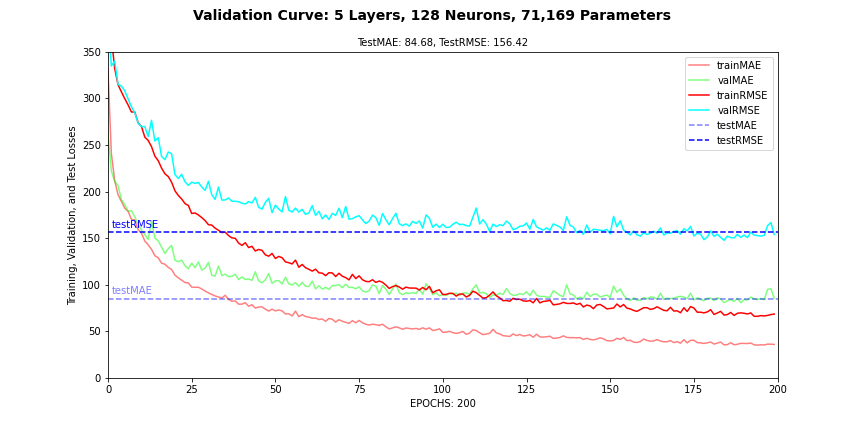 Validation Curve: 5 Layers, 128 Neurons, 71,169 Parameters
TestMAE: 84.68, TestRMSE: 156.42
Training, Validation, and Test Losses
350
300
250
200
150
100
50
0
testRMSE
testMAE
trainMAE
valMAE
trainRMSE
valRMSE
testMAE
testRMSE
0 25 50 75 100 125 150 175 200
EPOCHS: 200